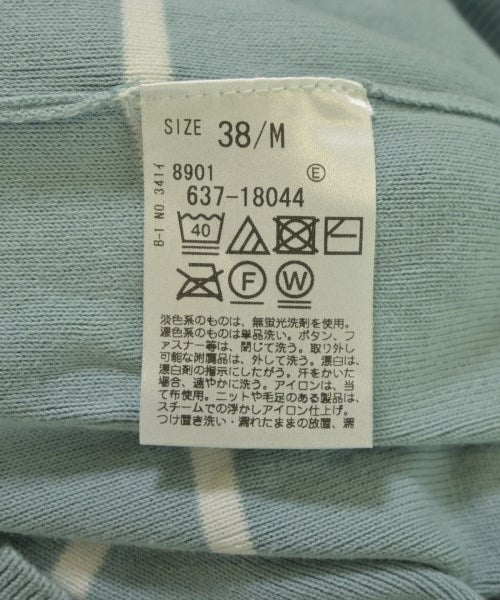 SIZE 38/M
B-1 NO 3414イ
8901 Ⓔ
637-18044
40
F W
淡色系のものは、無蛍光洗剤を使用。
濃色系のものは単品洗い。ボタン、フ
ァスナー等は、閉じて洗う。取り外し
可能な附属品は、外して洗う。漂白は、
漂白剤の指示にしたがう。汗をかいた
場合、速やかに洗う。アイロンは、当
て布使用。ニットや毛足のある製品は、
スチームでの浮かしアイロン仕上げ。
つけ置き洗い・濡れたままの放置、濡